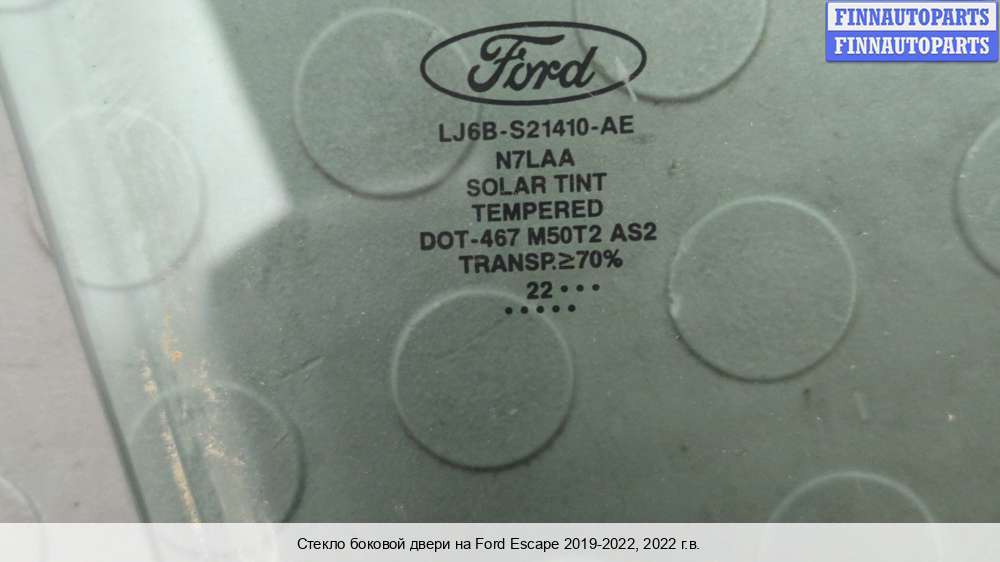 FINNAUTOPARTS
FINNAUTOPARTS
Ford
LJ6B-S21410-AE
N7LAA
SOLAR TINT
TEMPERED
DOT-467 M50T2 AS2
TRANSP.≥70%
22 • • •
• • • • •
Стекло боковой двери на Ford Escape 2019-2022, 2022 г.в.